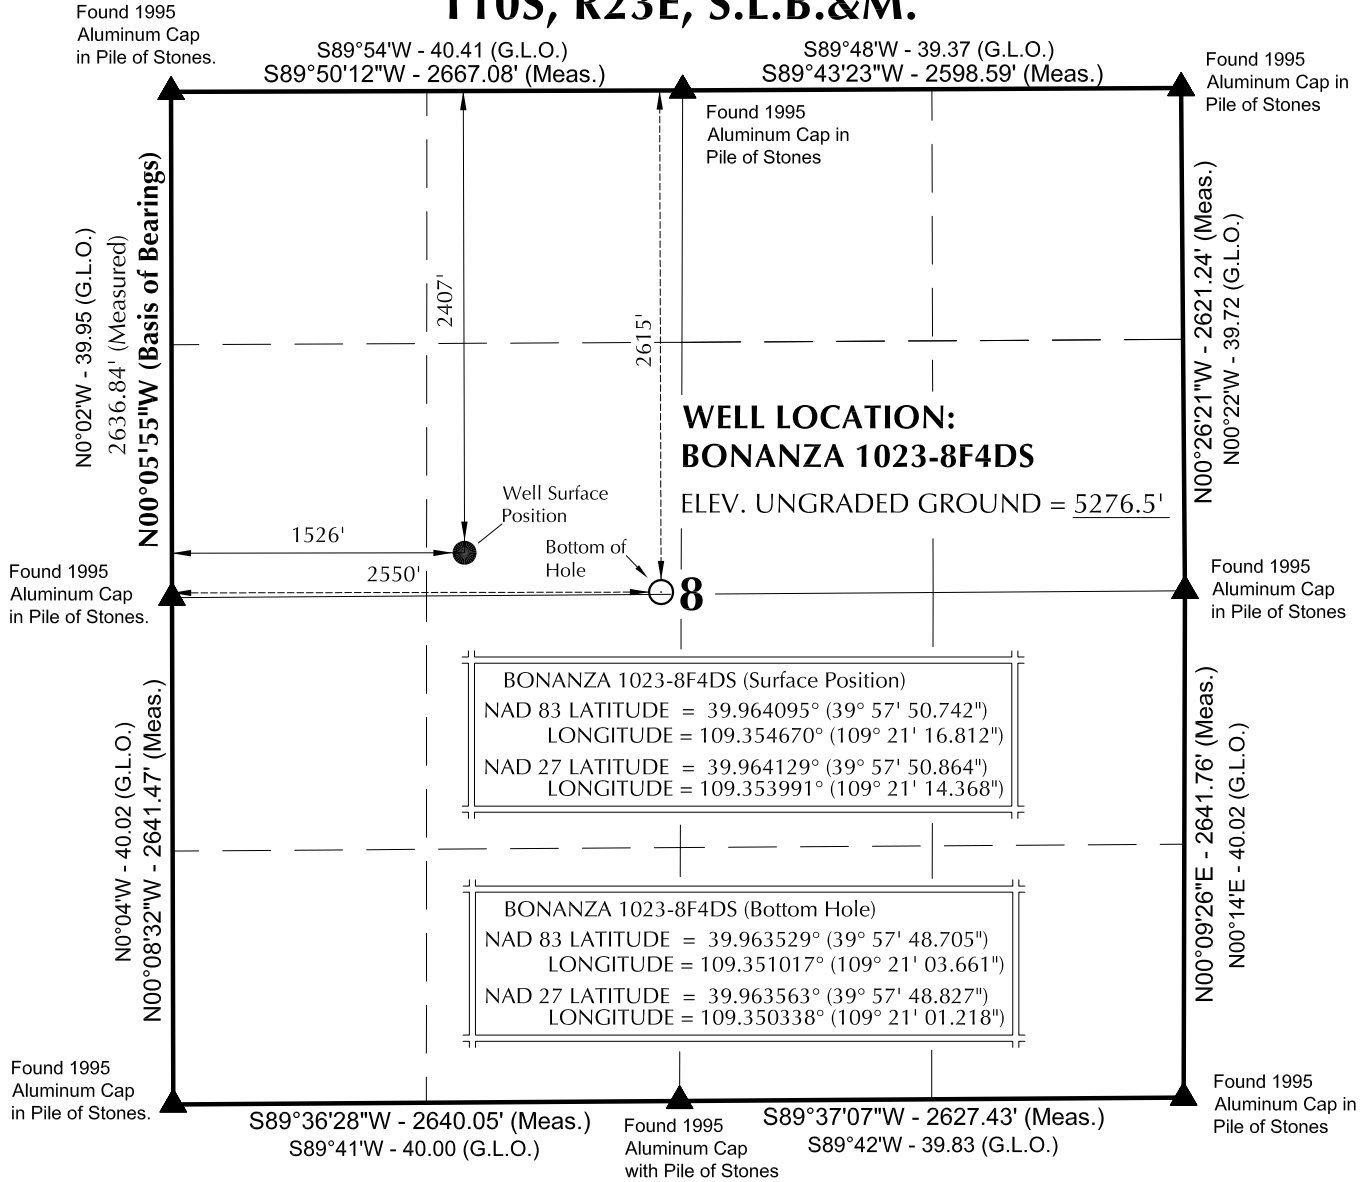 T10S, R23E, S.L.B.&M.
Found 1995
Aluminum Cap
in Pile of Stones.
S89°54'W - 40.41 (G.L.O.)
S89°50'12"W - 2667.08' (Meas.)
S89°48'W - 39.37 (G.L.O.)
S89°43'23"W - 2598.59' (Meas.)
Found 1995
Aluminum Cap in
Pile of Stones
Found 1995
Aluminum Cap in
Pile of Stones
N0°02'W - 39.95 (G.L.O.)
2636.84' (Measured)
N00°05'55"W (Basis of Bearings)
2407'
2615'
N00°26'21"W - 2621.24' (Meas.)
N00°22'W - 39.72 (G.L.O.)
WELL LOCATION:
BONANZA 1023-8F4DS
ELEV. UNGRADED GROUND = 5276.5'
Well Surface
Position
1526'
Bottom of
Hole
2550'
8
Found 1995
Aluminum Cap
in Pile of Stones.
Found 1995
Aluminum Cap
in Pile of Stones
BONANZA 1023-8F4DS (Surface Position)
NAD 83 LATITUDE = 39.964095° (39° 57' 50.742")
LONGITUDE = 109.354670° (109° 21' 16.812")
NAD 27 LATITUDE = 39.964129° (39° 57' 50.864")
LONGITUDE = 109.353991° (109° 21' 14.368")
N0°04'W - 40.02 (G.L.O.)
N00°08'32"W - 2641.47' (Meas.)
N00°09'26"E - 2641.76' (Meas.)
N00°14'E - 40.02 (G.L.O.)
BONANZA 1023-8F4DS (Bottom Hole)
NAD 83 LATITUDE = 39.963529° (39° 57' 48.705")
LONGITUDE = 109.351017° (109° 21' 03.661")
NAD 27 LATITUDE = 39.963563° (39° 57' 48.827")
LONGITUDE = 109.350338° (109° 21' 01.218")
Found 1995
Aluminum Cap
in Pile of Stones.
S89°36'28"W - 2640.05' (Meas.)
S89°41'W - 40.00 (G.L.O.)
Found 1995
Aluminum Cap
with Pile of Stones
S89°37'07"W - 2627.43' (Meas.)
S89°42'W - 39.83 (G.L.O.)
Found 1995
Aluminum Cap in
Pile of Stones